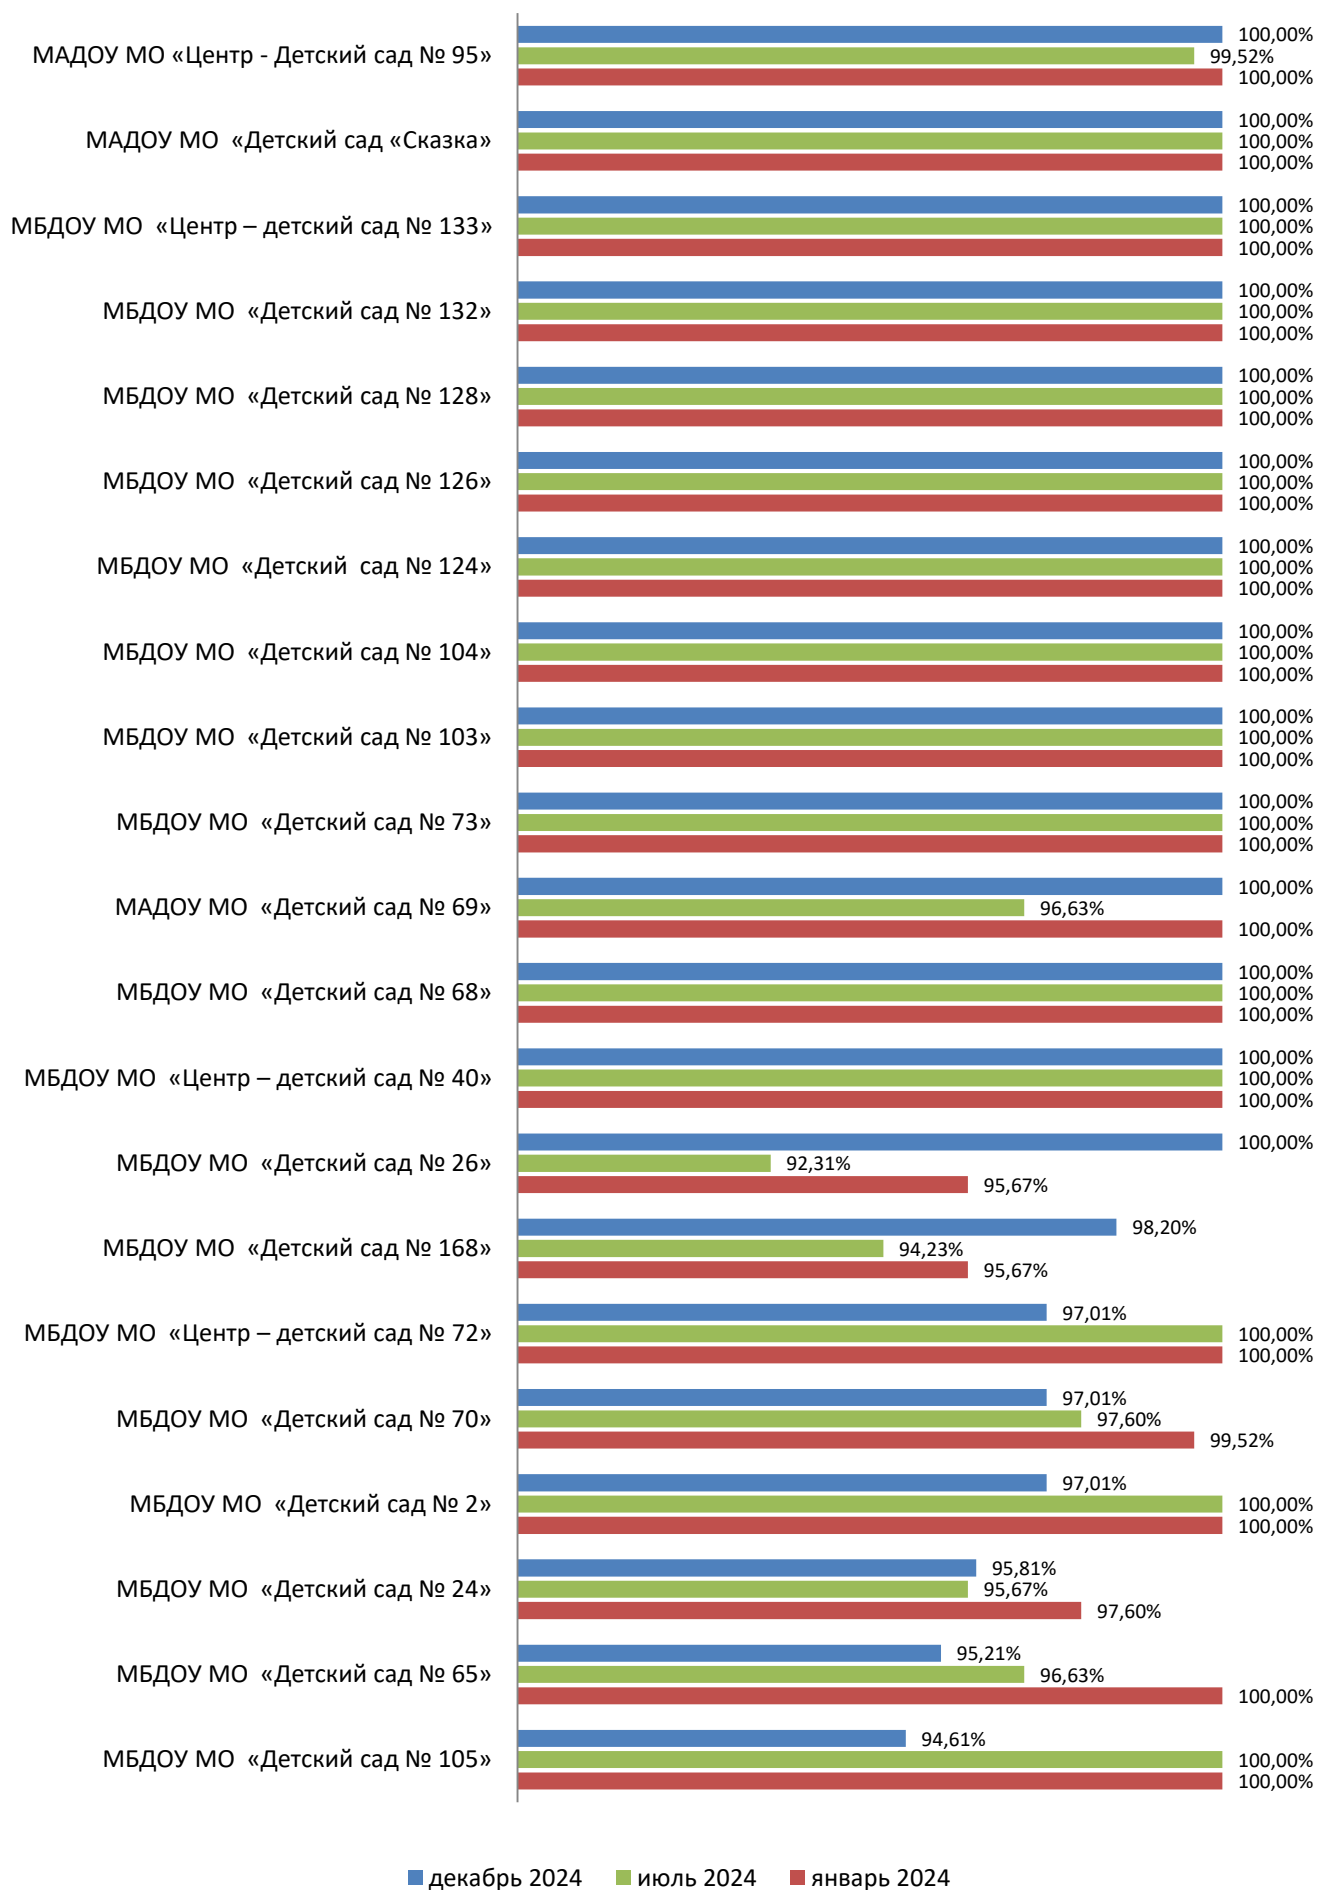 100,00%
МАДОУ МО «Центр - Детский сад № 95»
99,52%
100,00%
100,00%
МАДОУ МО  «Детский сад «Сказка»
100,00%
100,00%
100,00%
МБДОУ МО  «Центр – детский сад № 133»
100,00%
100,00%
100,00%
МБДОУ МО  «Детский сад № 132»
100,00%
100,00%
100,00%
МБДОУ МО  «Детский сад № 128»
100,00%
100,00%
100,00%
МБДОУ МО  «Детский сад № 126»
100,00%
100,00%
100,00%
МБДОУ МО  «Детский  сад № 124»
100,00%
100,00%
100,00%
МБДОУ МО  «Детский сад № 104»
100,00%
100,00%
100,00%
МБДОУ МО  «Детский сад № 103»
100,00%
100,00%
100,00%
МБДОУ МО  «Детский сад № 73»
100,00%
100,00%
100,00%
МАДОУ МО  «Детский сад № 69»
96,63%
100,00%
100,00%
МБДОУ МО  «Детский сад № 68»
100,00%
100,00%
100,00%
МБДОУ МО  «Центр – детский сад № 40»
100,00%
100,00%
100,00%
МБДОУ МО  «Детский сад № 26»
92,31%
95,67%
98,20%
МБДОУ МО  «Детский сад № 168»
94,23%
95,67%
97,01%
МБДОУ МО  «Центр – детский сад № 72»
100,00%
100,00%
97,01%
МБДОУ МО  «Детский сад № 70»
97,60%
99,52%
97,01%
МБДОУ МО  «Детский сад № 2»
100,00%
100,00%
95,81%
МБДОУ МО  «Детский сад № 24»
95,67%
97,60%
95,21%
МБДОУ МО  «Детский сад № 65»
96,63%
100,00%
94,61%
МБДОУ МО  «Детский сад № 105»
100,00%
100,00%
декабрь 2024 июль 2024 январь 2024